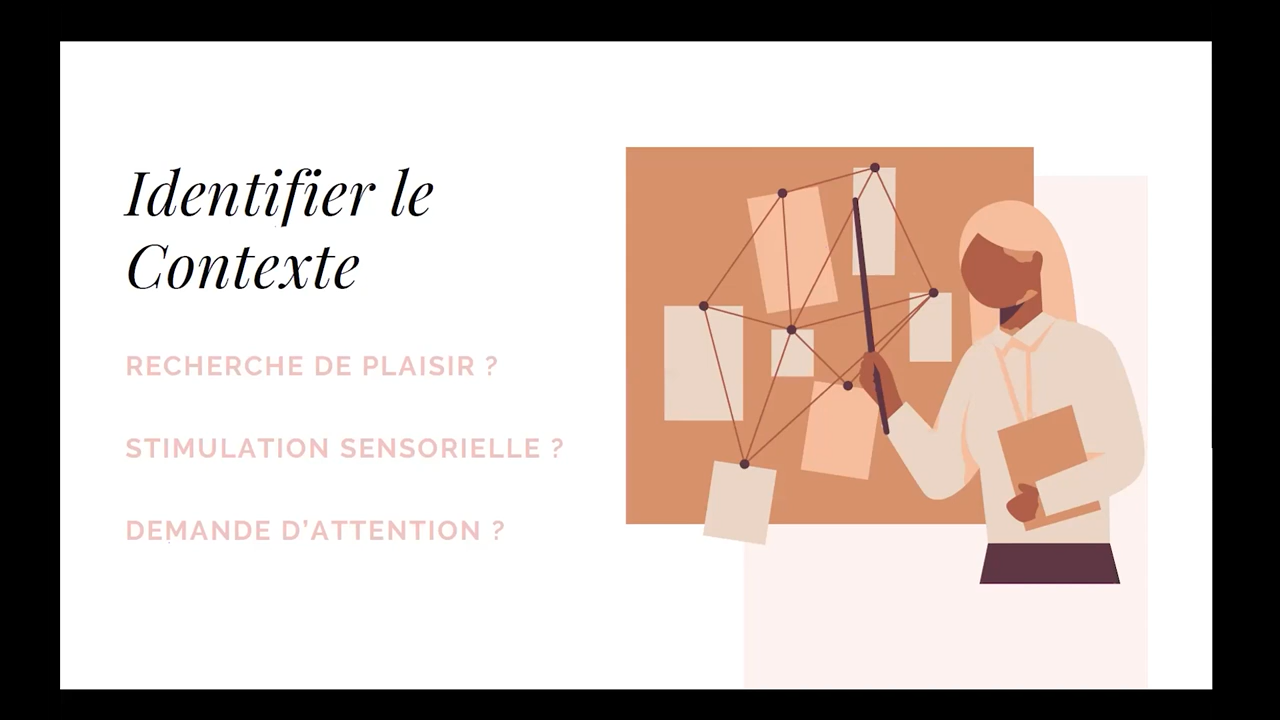 Identifier le
Contexte
RECHERCHE DE PLAISIR ?
STIMULATION SENSORIELLE ?
DEMANDE D'ATTENTION ?